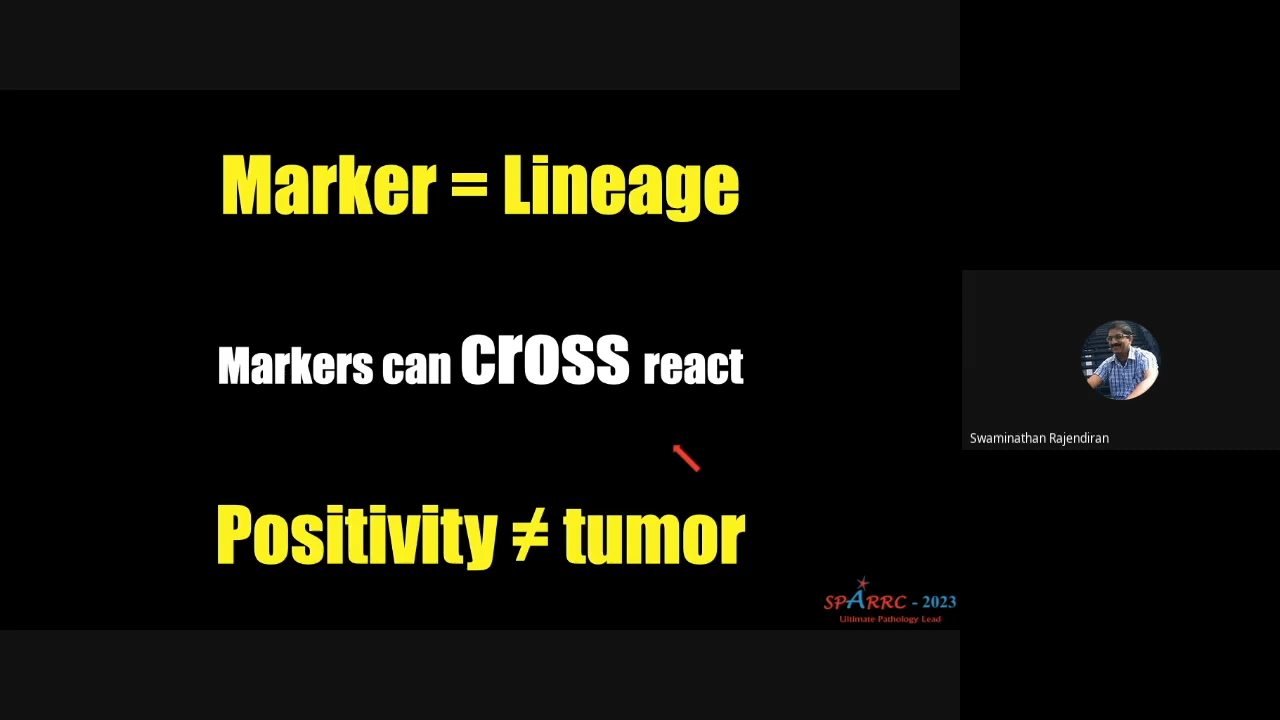 Marker = Lineage
Markers can cross react
Positivity ≠ tumor
SPARRC - 2023
Ultimate Pathology Lead
Swaminathan Rajendiran